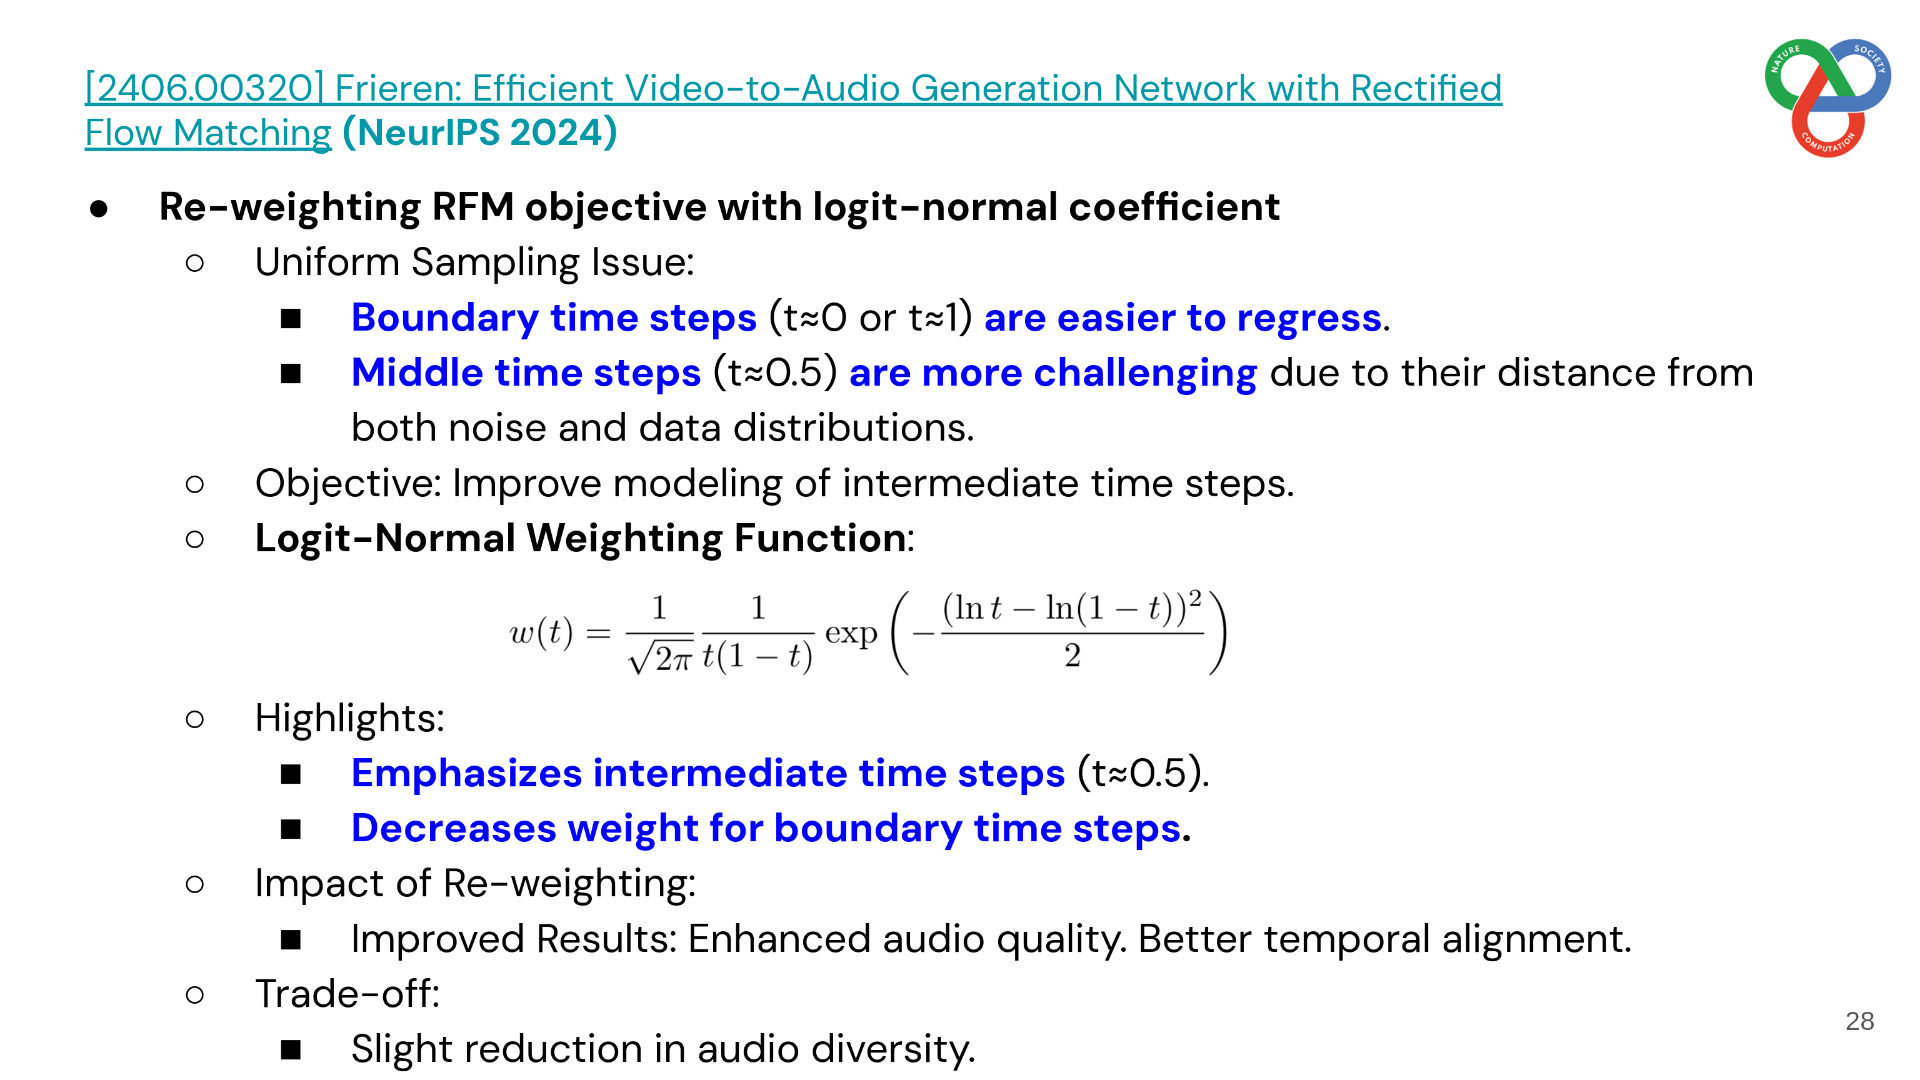 [2406.00320] Frieren: Efficient Video-to-Audio Generation Network with Rectified
Flow Matching (NeurIPS 2024)
NATURE
SOCIETY
COMPUTATION
● Re-weighting RFM objective with logit-normal coefficient
○ Uniform Sampling Issue:
■ Boundary time steps (t≈0 or t≈1) are easier to regress.
■ Middle time steps (t≈0.5) are more challenging due to their distance from
both noise and data distributions.
○ Objective: Improve modeling of intermediate time steps.
○ Logit-Normal Weighting Function:
w(t) = \frac{1}{\sqrt{2\pi}} \frac{1}{t(1 - t)} \exp\left(-\frac{(\ln t - \ln(1 - t))^2}{2}\right)
○ Highlights:
■ Emphasizes intermediate time steps (t≈0.5).
■ Decreases weight for boundary time steps.
○ Impact of Re-weighting:
■ Improved Results: Enhanced audio quality. Better temporal alignment.
○ Trade-off:
■ Slight reduction in audio diversity.
28